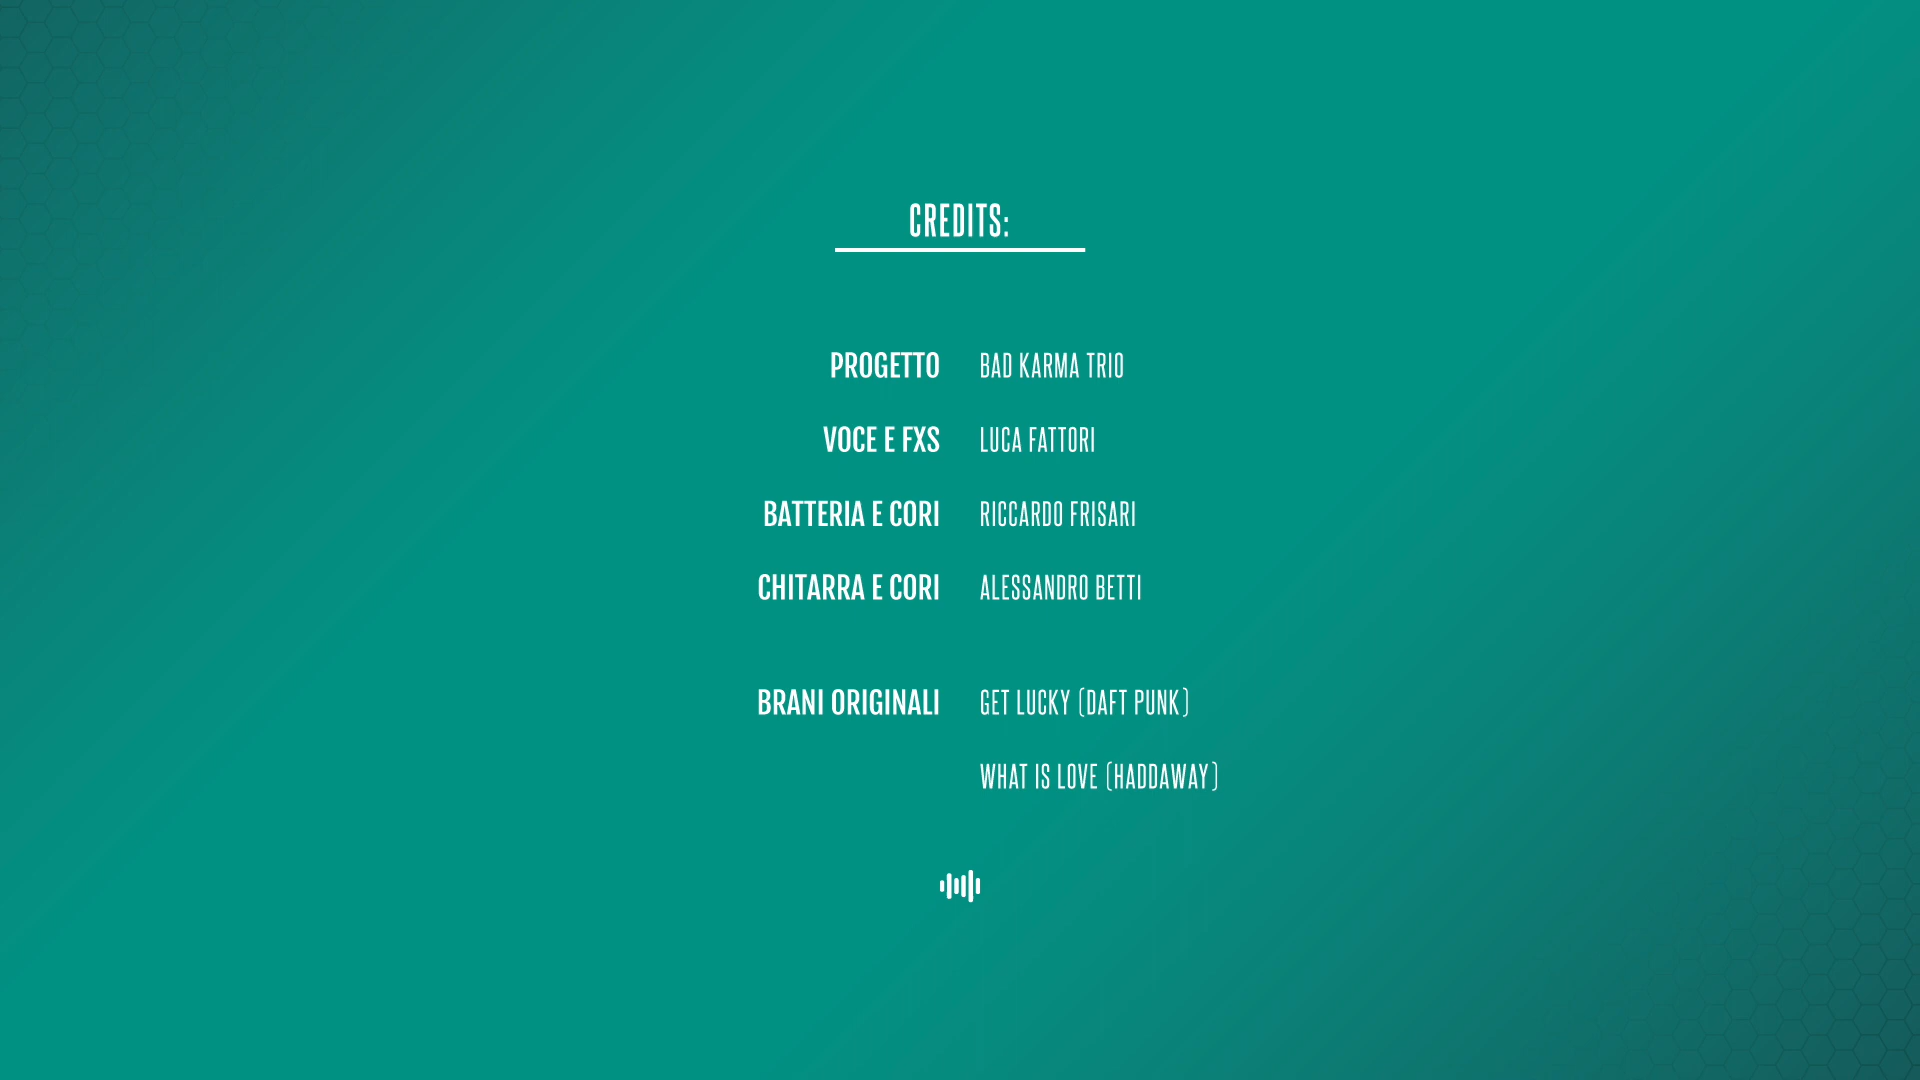 CREDITS:
PROGETTO BAD KARMA TRIO
VOCE E FXS LUCA FATTORI
BATTERIA E CORI RICCARDO FRISARI
CHITARRA E CORI ALESSANDRO BETTI
BRANI ORIGINALI GET LUCKY (DAFT PUNK)
WHAT IS LOVE (HADDAWAY)